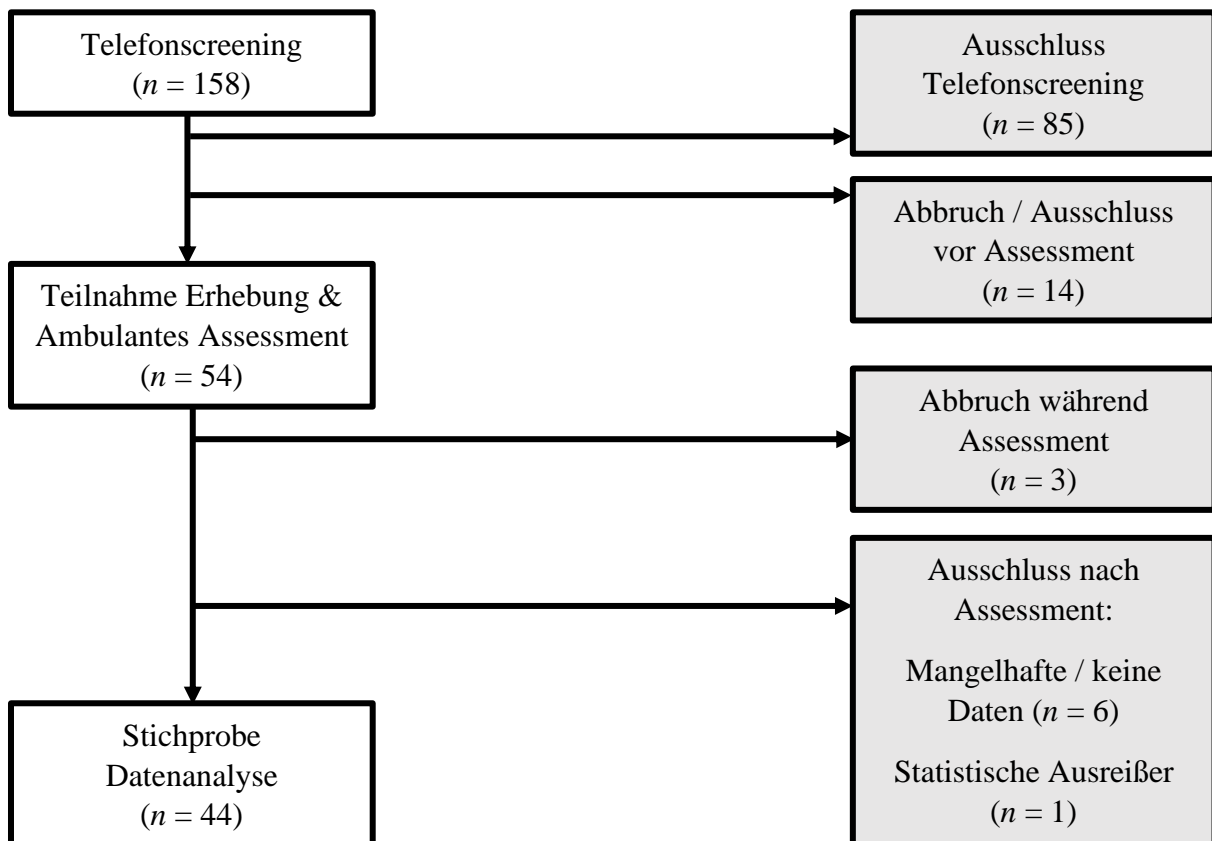 Telefonscreening
(n = 158)
Ausschluss
Telefonscreening
(n = 85)
Abbruch / Ausschluss
vor Assessment
(n = 14)
Teilnahme Erhebung &
Ambulantes Assessment
(n = 54)
Abbruch während
Assessment
(n = 3)
Ausschluss nach
Assessment:
Mangelhafte / keine
Daten (n = 6)
Statistische Ausreißer
(n = 1)
Stichprobe
Datenanalyse
(n = 44)